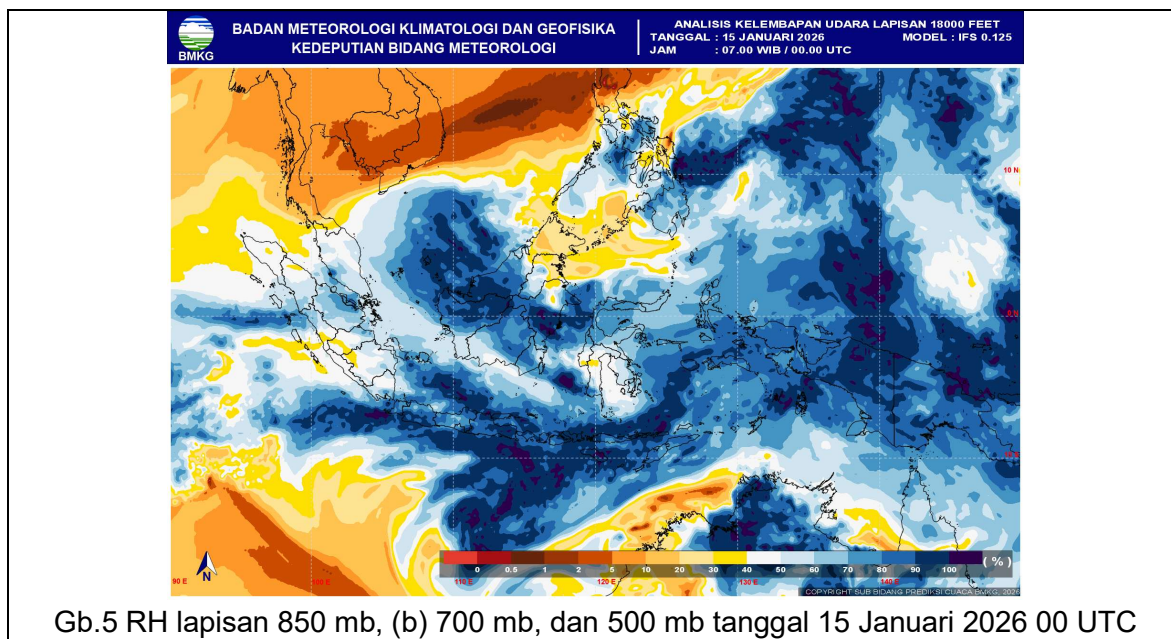 BMKG
BADAN METEOROLOGI KLIMATOLOGI DAN GEOFISIKA
KEDEPUTIAN BIDANG METEOROLOGI
ANALISIS KELEMBAPAN UDARA LAPISAN 18000 FEET
TANGGAL : 15 JANUARI 2026 MODEL : IFS 0.125
JAM : 07.00 WIB / 00.00 UTC
10 N
N
90 E 100 E 110 E 120 E 130 E 140 E
0 0.5 1 2 5 10 20 30 40 50 60 70 80 90 100 ( % )
COPYRIGHT SUB BIDANG PREDIKSI CUACA BMKG, 2026
Gb.5 RH lapisan 850 mb, (b) 700 mb, dan 500 mb tanggal 15 Januari 2026 00 UTC